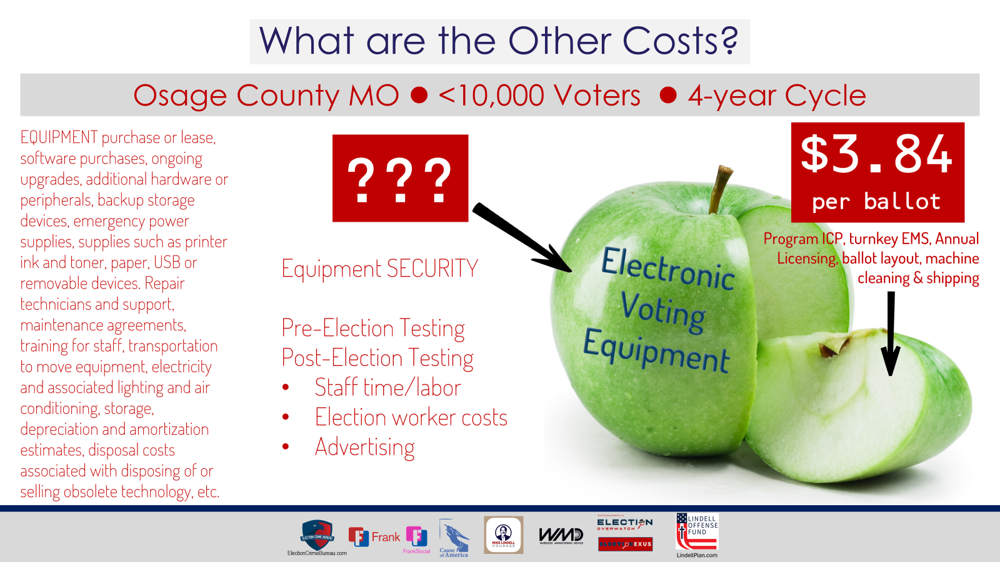 What are the Other Costs?
Osage County MO ● <10,000 Voters ● 4-year Cycle
EQUIPMENT purchase or lease,
software purchases, ongoing
upgrades, additional hardware or
peripherals, backup storage
devices, emergency power
supplies, supplies such as printer
ink and toner, paper, USB or
removable devices. Repair
technicians and support,
maintenance agreements,
training for staff, transportation
to move equipment, electricity
and associated lighting and air
conditioning, storage,
depreciation and amortization
estimates, disposal costs
associated with disposing of or
selling obsolete technology, etc.
???
Equipment SECURITY
Pre-Election Testing
Post-Election Testing
• Staff time/labor
• Election worker costs
• Advertising
Electronic
Voting
Equipment
$3.84
per ballot
Program ICP, turnkey EMS, Annual
Licensing, ballot layout, machine
cleaning & shipping
ELECTION CRIME BUREAU
ElectionCrimeBureau.com
Frank
FrankSocial
Cause
of America
MIKE LINDELL
COURAGE
WMD
WIRELESS MONITORING DEVICE
ELECTION
OVERWATCH
ELECTIONEXUS
LINDELL
OFFENSE
FUND
LindellPlan.com